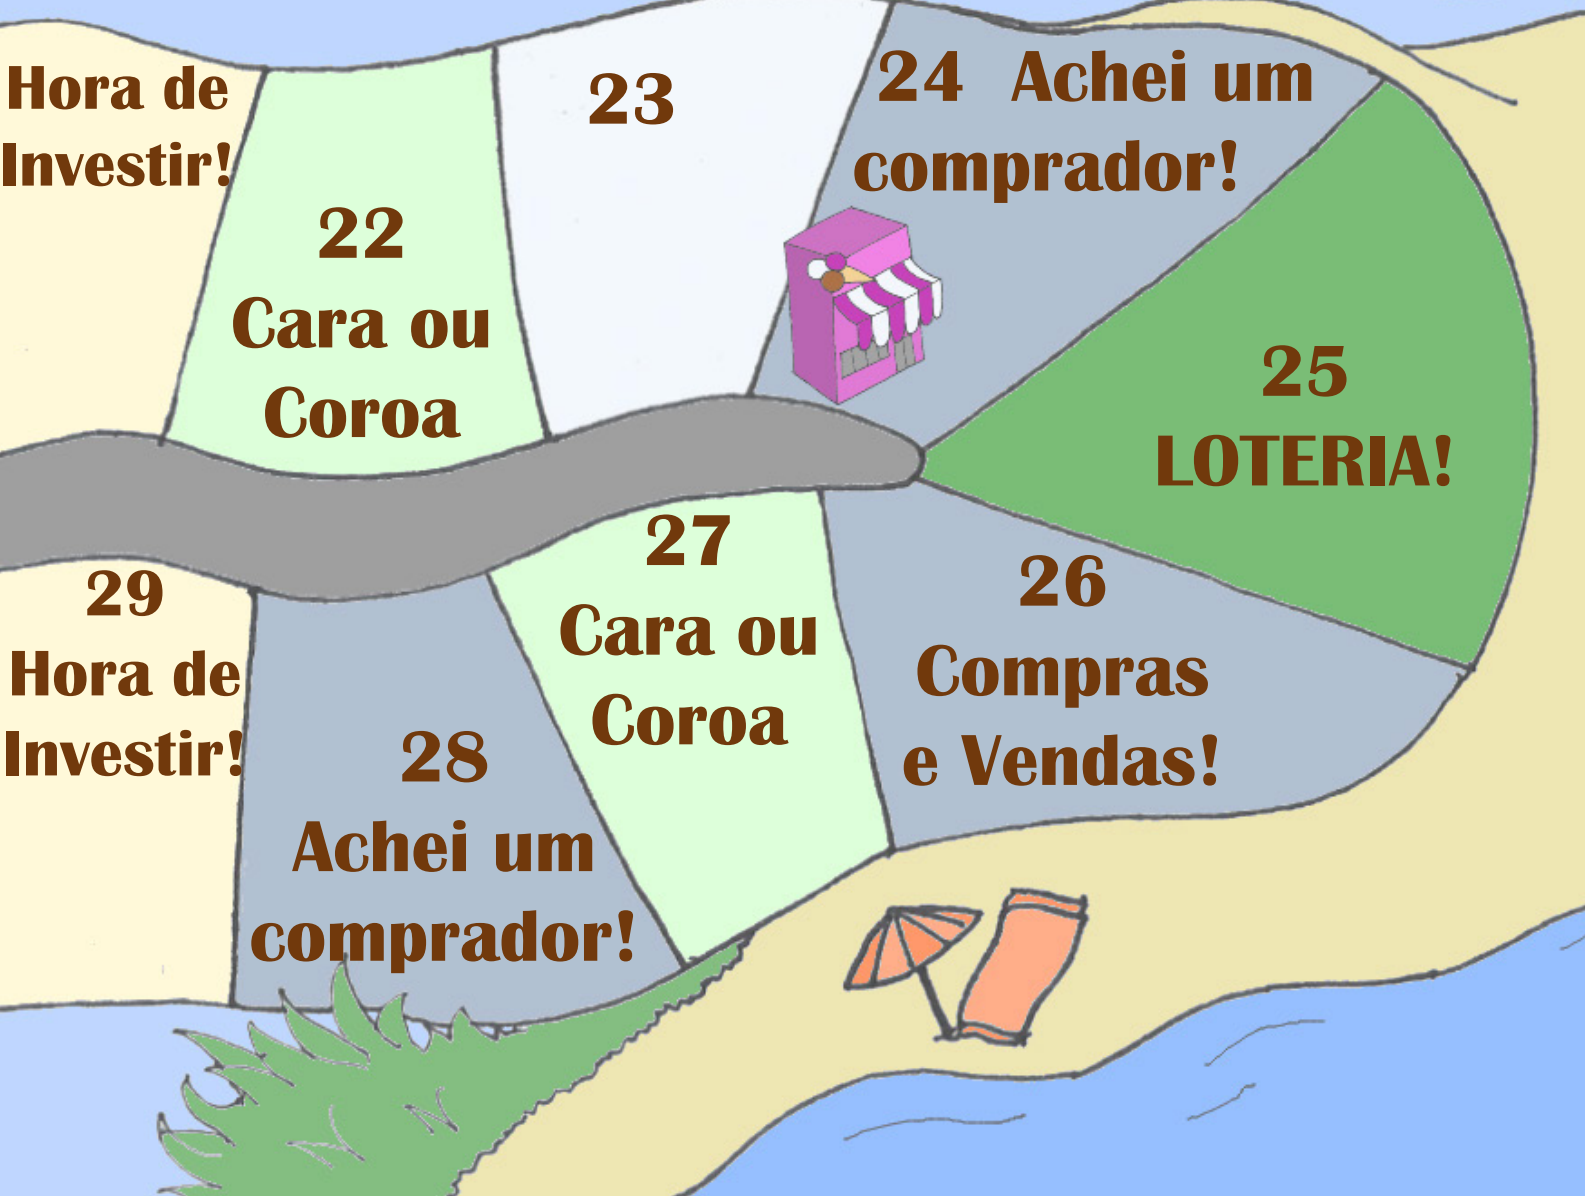 Hora de
Investir!
22
Cara ou
Coroa
23
24 Achei um
comprador!
25
LOTERIA!
26
Compras
e Vendas!
27
Cara ou
Coroa
28
Achei um
comprador!
29
Hora de
Investir!